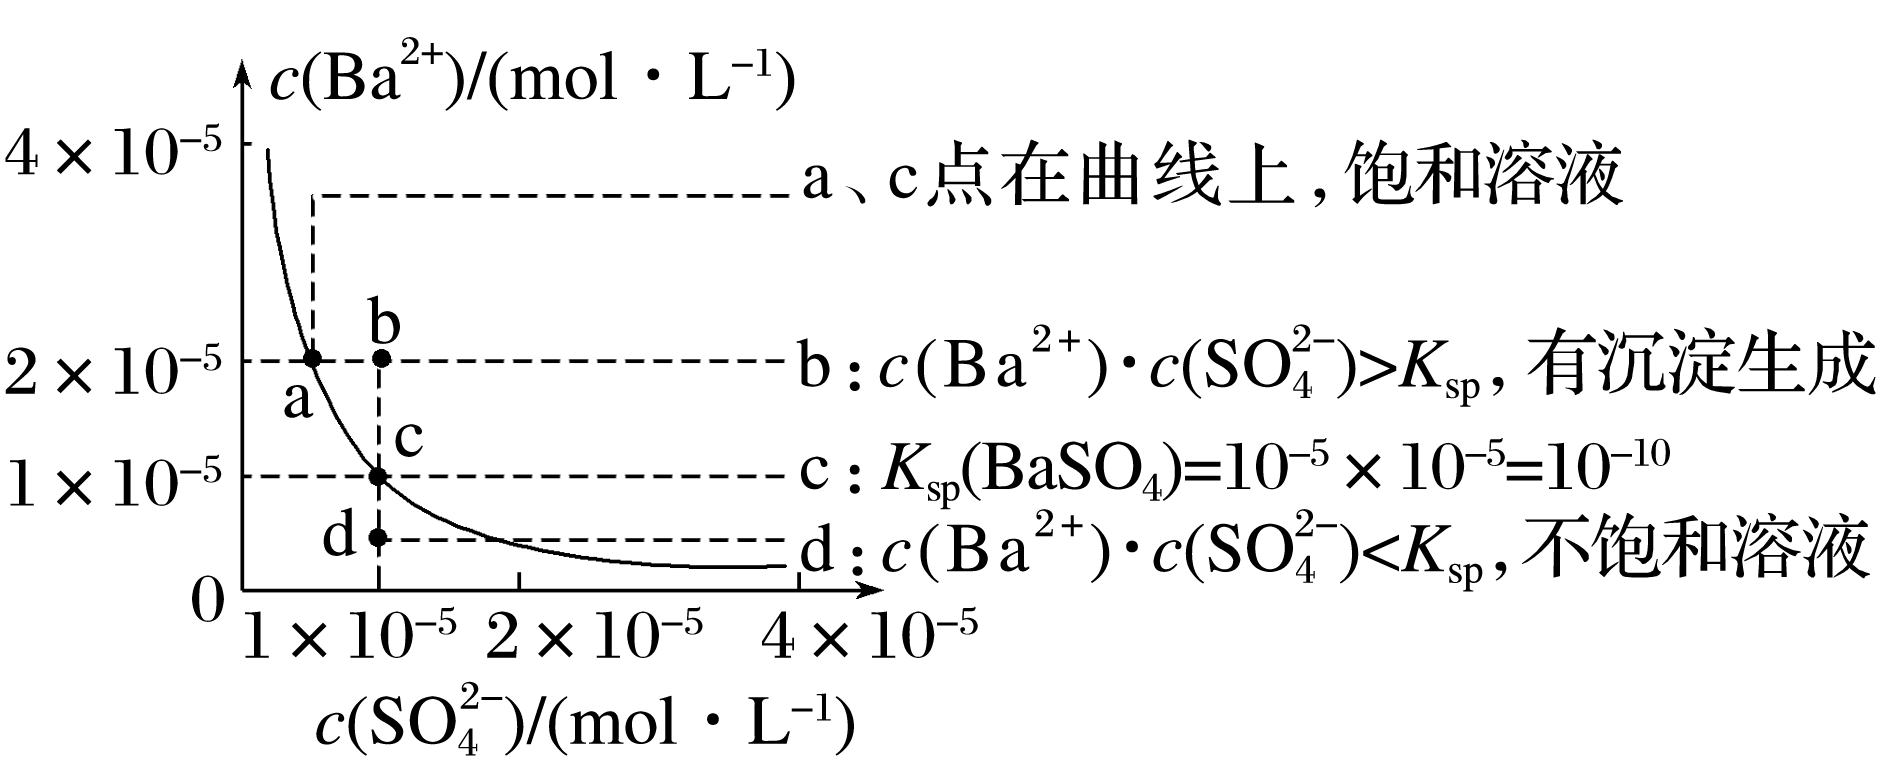 c(Ba²⁺)/(mol·L⁻¹)
4×10⁻⁵
a、c点在曲线上,饱和溶液
b
2×10⁻⁵
b:c(Ba²⁺)·c(SO₄²⁻)>Ksp,有沉淀生成
a
c
1×10⁻⁵
c:Ksp(BaSO₄)=10⁻⁵×10⁻⁵=10⁻¹⁰
d
d:c(Ba²⁺)·c(SO₄²⁻)<Ksp,不饱和溶液
0
1×10⁻⁵ 2×10⁻⁵ 4×10⁻⁵
c(SO₄²⁻)/(mol·L⁻¹)